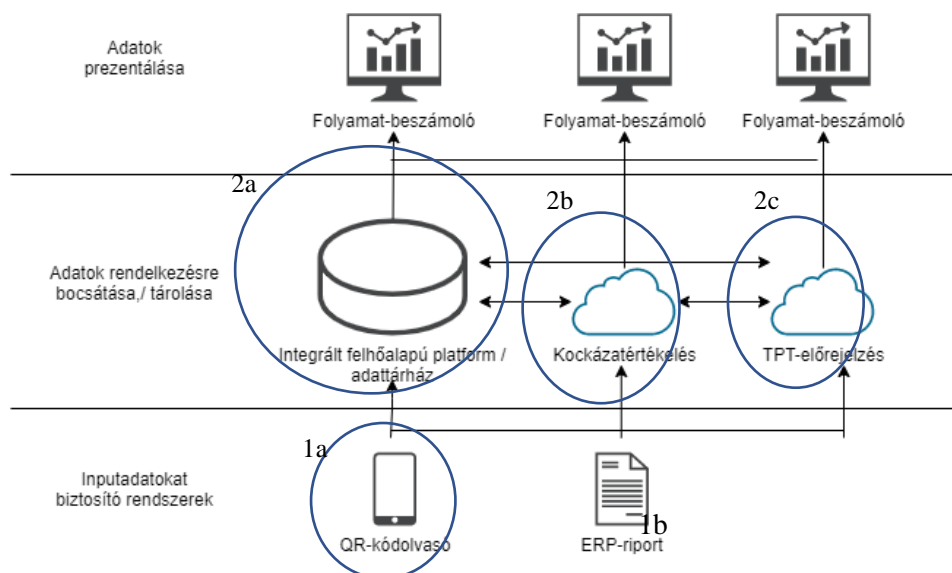 Adatok
prezentálása
Folyamat-beszámoló
Folyamat-beszámoló
Folyamat-beszámoló
2a
2b
2c
Adatok rendelkezésre
bocsátása,/ tárolása
Integrált felhőalapú platform /
adattárház
Kockázatértékelés
TPT-előrejelzés
1a
Inputadatokat
biztosító rendszerek
1b
QR-kódolvasó
ERP-riport